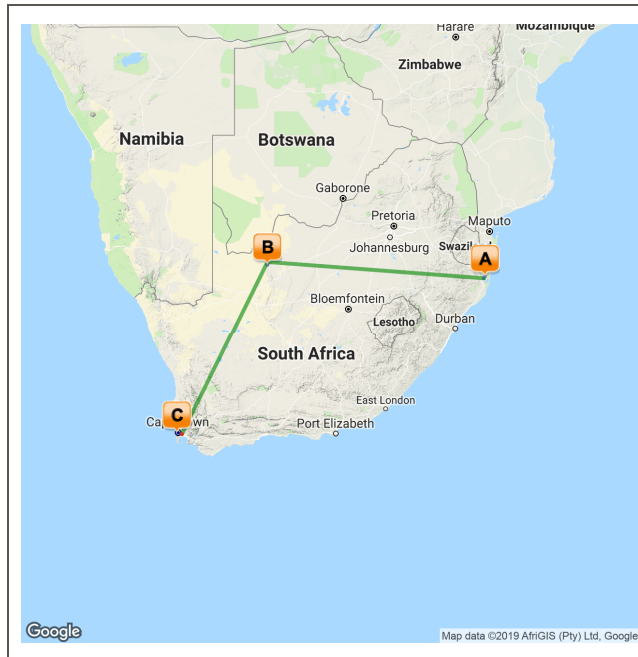 Harare
Mozambique
Zimbabwe
Namibia
Botswana
Gaborone
Pretoria
Maputo
Johannesburg
Swazil
B
A
Bloemfontein
Lesotho
Durban
South Africa
East London
C
Port Elizabeth
Google
Map data ©2019 AfriGIS (Pty) Ltd, Google